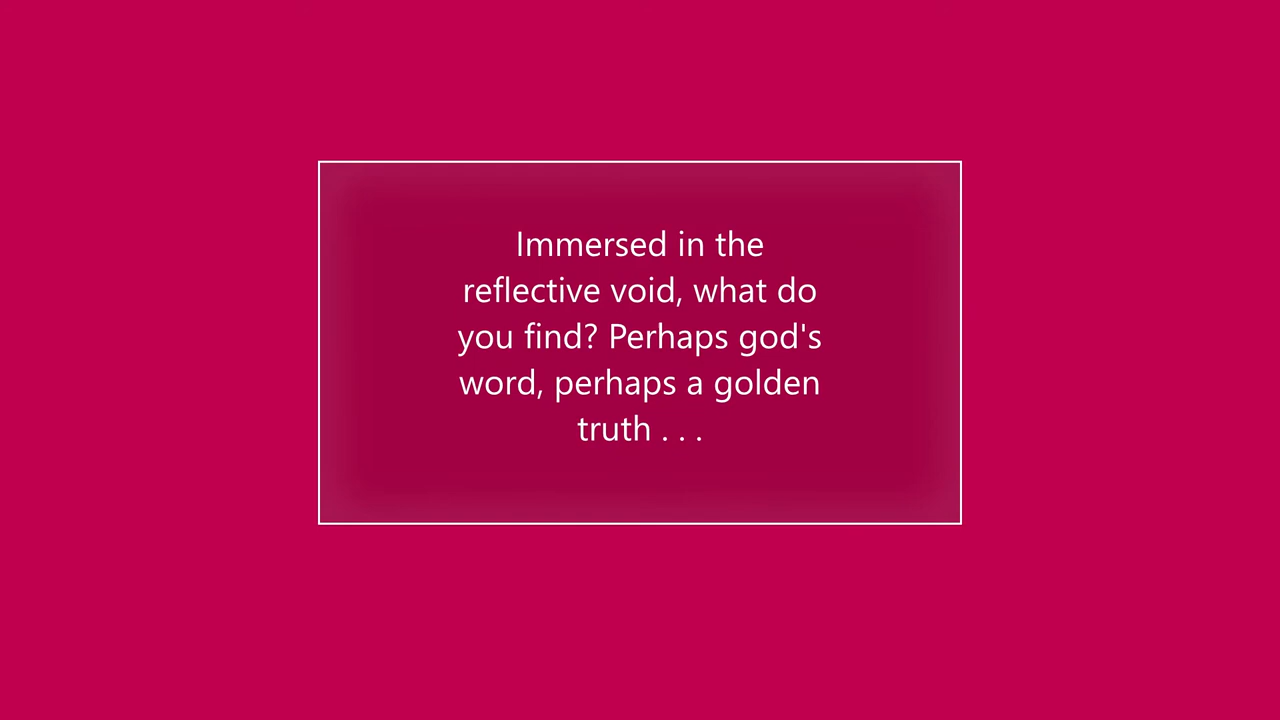 Immersed in the
reflective void, what do
you find? Perhaps god's
word, perhaps a golden
truth . . .